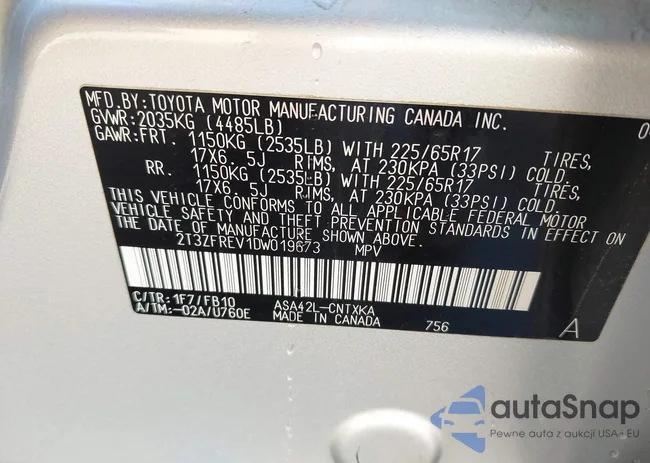 MFD.BY:TOYOTA MOTOR MANUFACTURING CANADA INC.
GVWR:2035KG (4485LB)
GAWR:FRT. 1150KG (2535LB) WITH 225/65R17 TIRES,
17X6. 5J RIMS, AT 230KPA (33PSI) COLD.
RR. 1150KG (2535LB) WITH 225/65R17 TIRES,
17X6. 5J RIMS, AT 230KPA (33PSI) COLD.
THIS VEHICLE CONFORMS TO ALL APPLICABLE FEDERAL MOTOR
VEHICLE SAFETY AND THEFT PREVENTION STANDARDS IN EFFECT ON
THE DATE OF MANUFACTURE SHOWN ABOVE.
2T3ZFREV1DW019673 MPV
C/TR:1F7/FB10 ASA42L-CNTXKA
A/TM:-02A/U760E MADE IN CANADA 756 A
autoSnap
Pewne auta z aukcji USA i EU